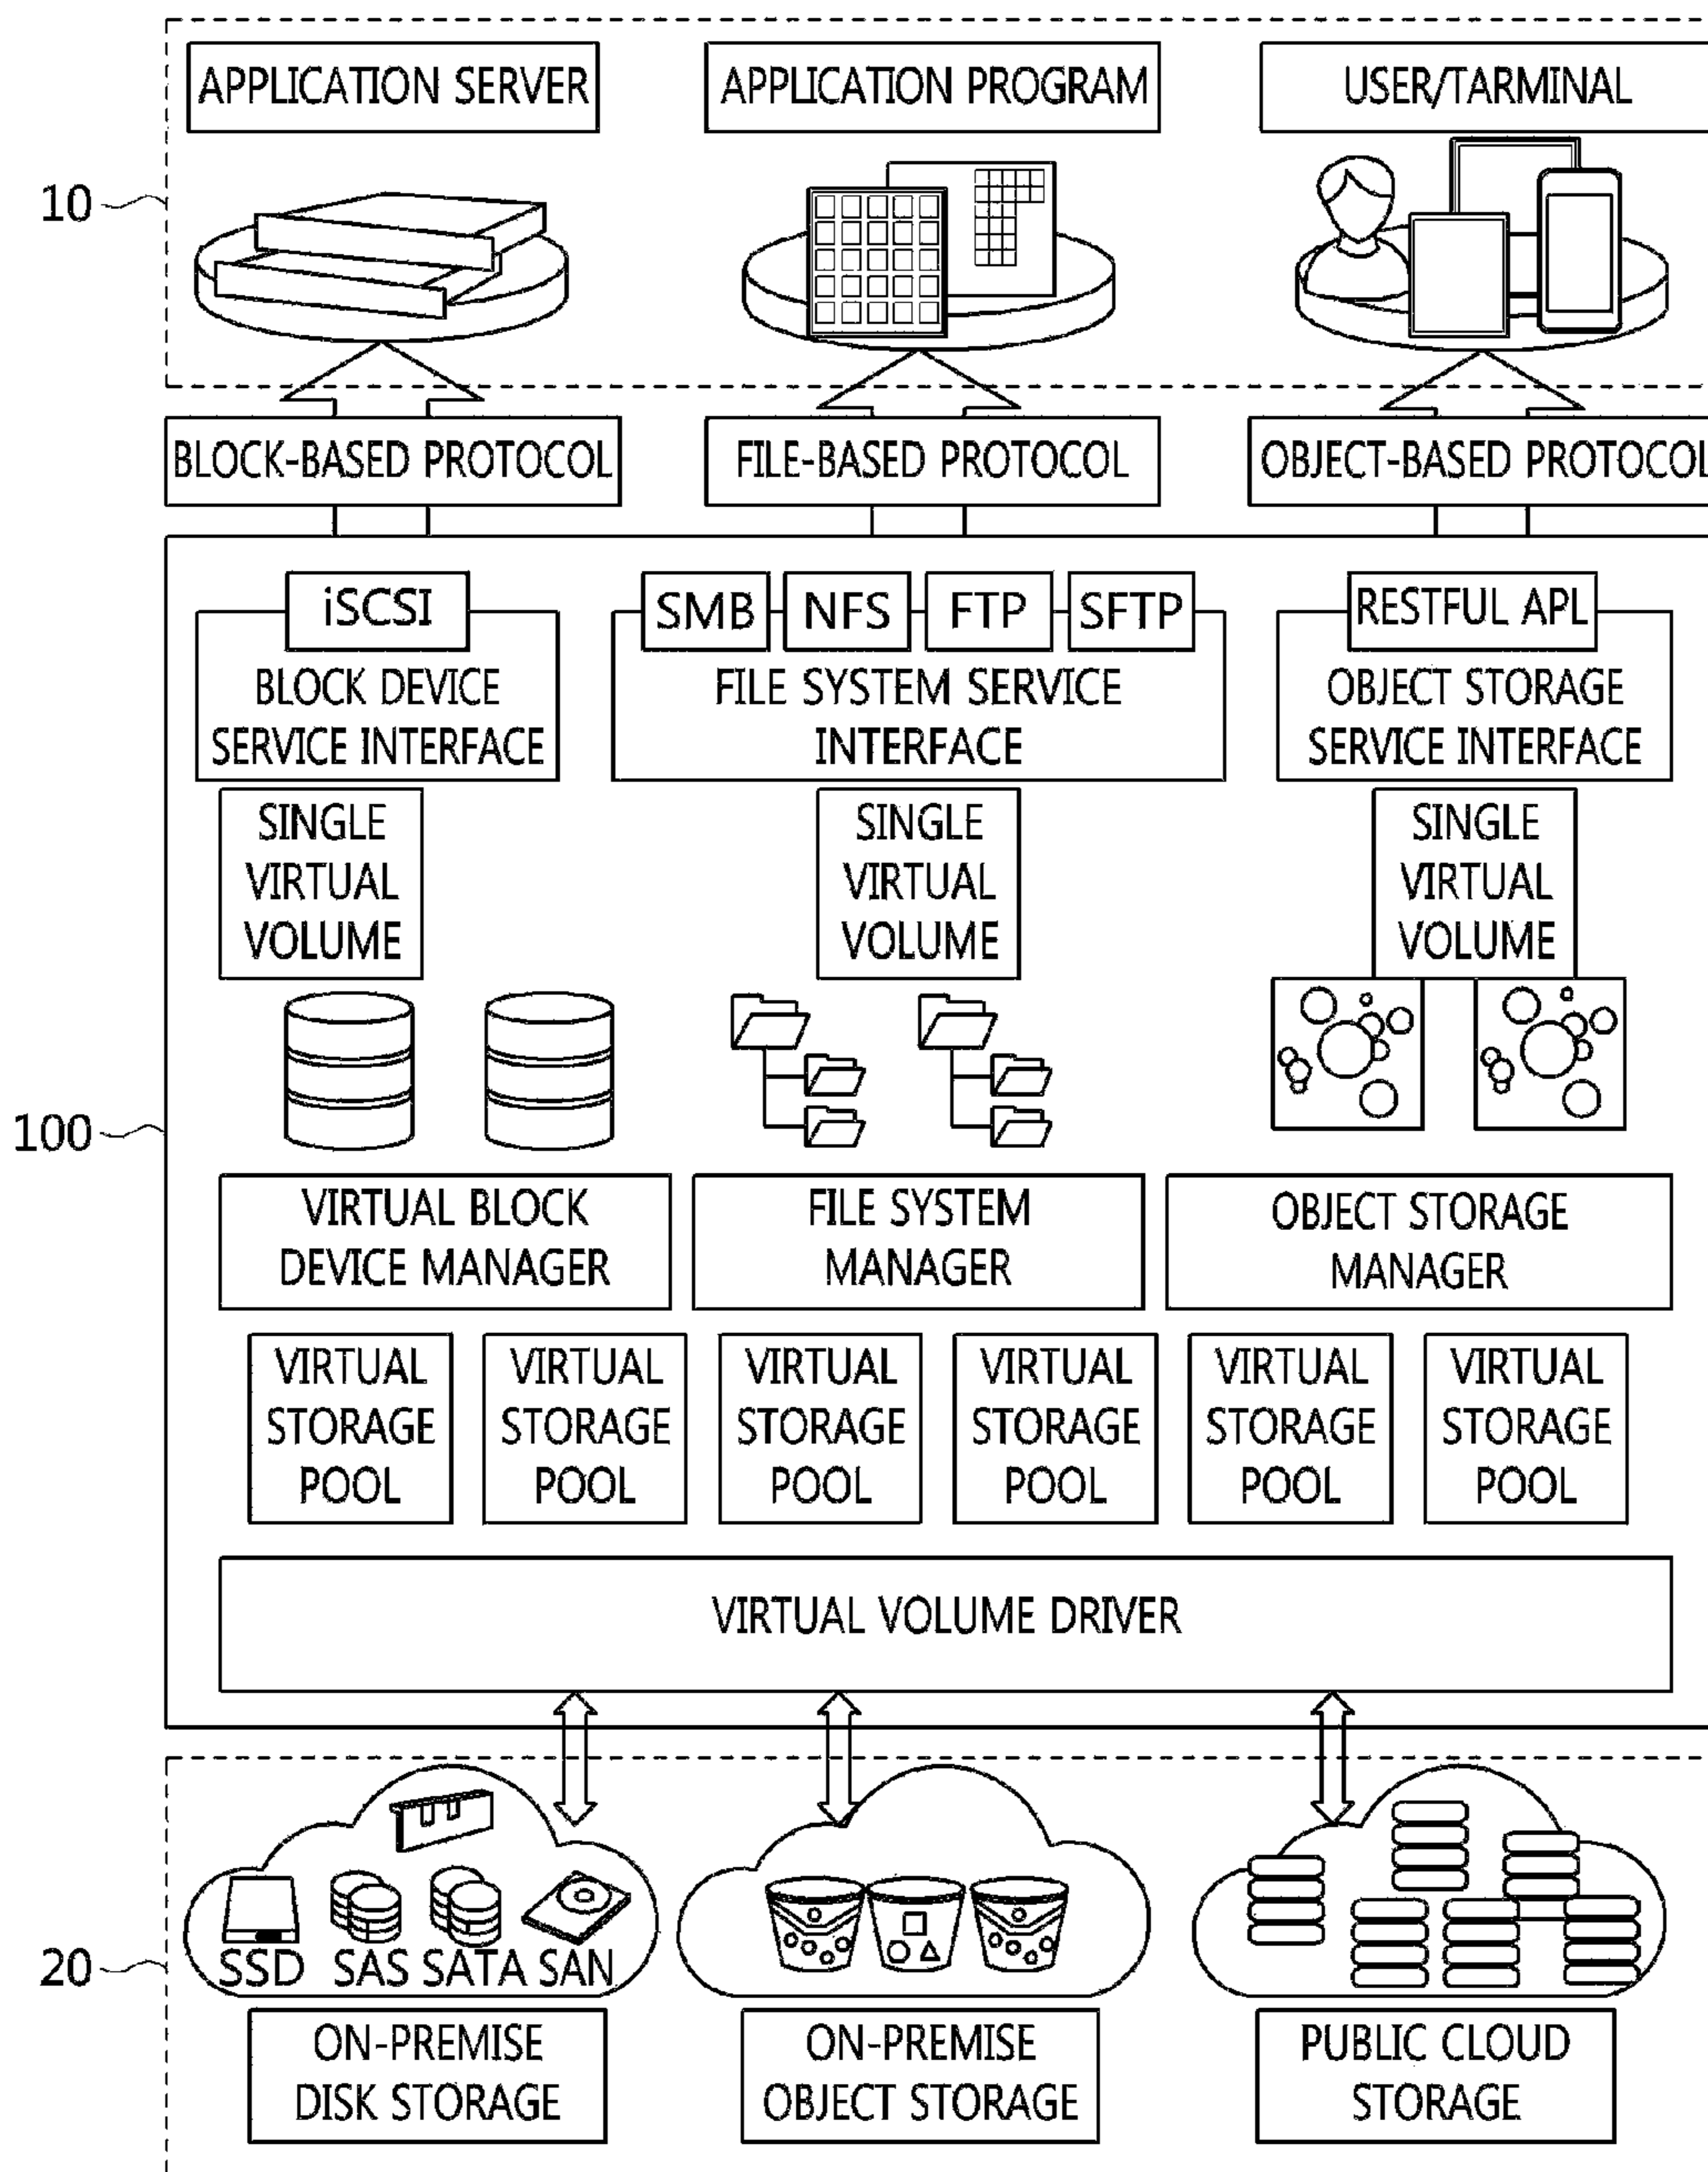 APPLICATION SERVER
APPLICATION PROGRAM
USER/TARMINAL
10
BLOCK-BASED PROTOCOL
FILE-BASED PROTOCOL
OBJECT-BASED PROTOCOL
iSCSI
BLOCK DEVICE
SERVICE INTERFACE
SMB
NFS
FTP
SFTP
FILE SYSTEM SERVICE
INTERFACE
RESTFUL APL
OBJECT STORAGE
SERVICE INTERFACE
SINGLE
VIRTUAL
VOLUME
SINGLE
VIRTUAL
VOLUME
SINGLE
VIRTUAL
VOLUME
100
VIRTUAL BLOCK
DEVICE MANAGER
FILE SYSTEM
MANAGER
OBJECT STORAGE
MANAGER
VIRTUAL
STORAGE
POOL
VIRTUAL
STORAGE
POOL
VIRTUAL
STORAGE
POOL
VIRTUAL
STORAGE
POOL
VIRTUAL
STORAGE
POOL
VIRTUAL
STORAGE
POOL
VIRTUAL VOLUME DRIVER
20
SSD
SAS
SATA
SAN
ON-PREMISE
DISK STORAGE
ON-PREMISE
OBJECT STORAGE
PUBLIC CLOUD
STORAGE